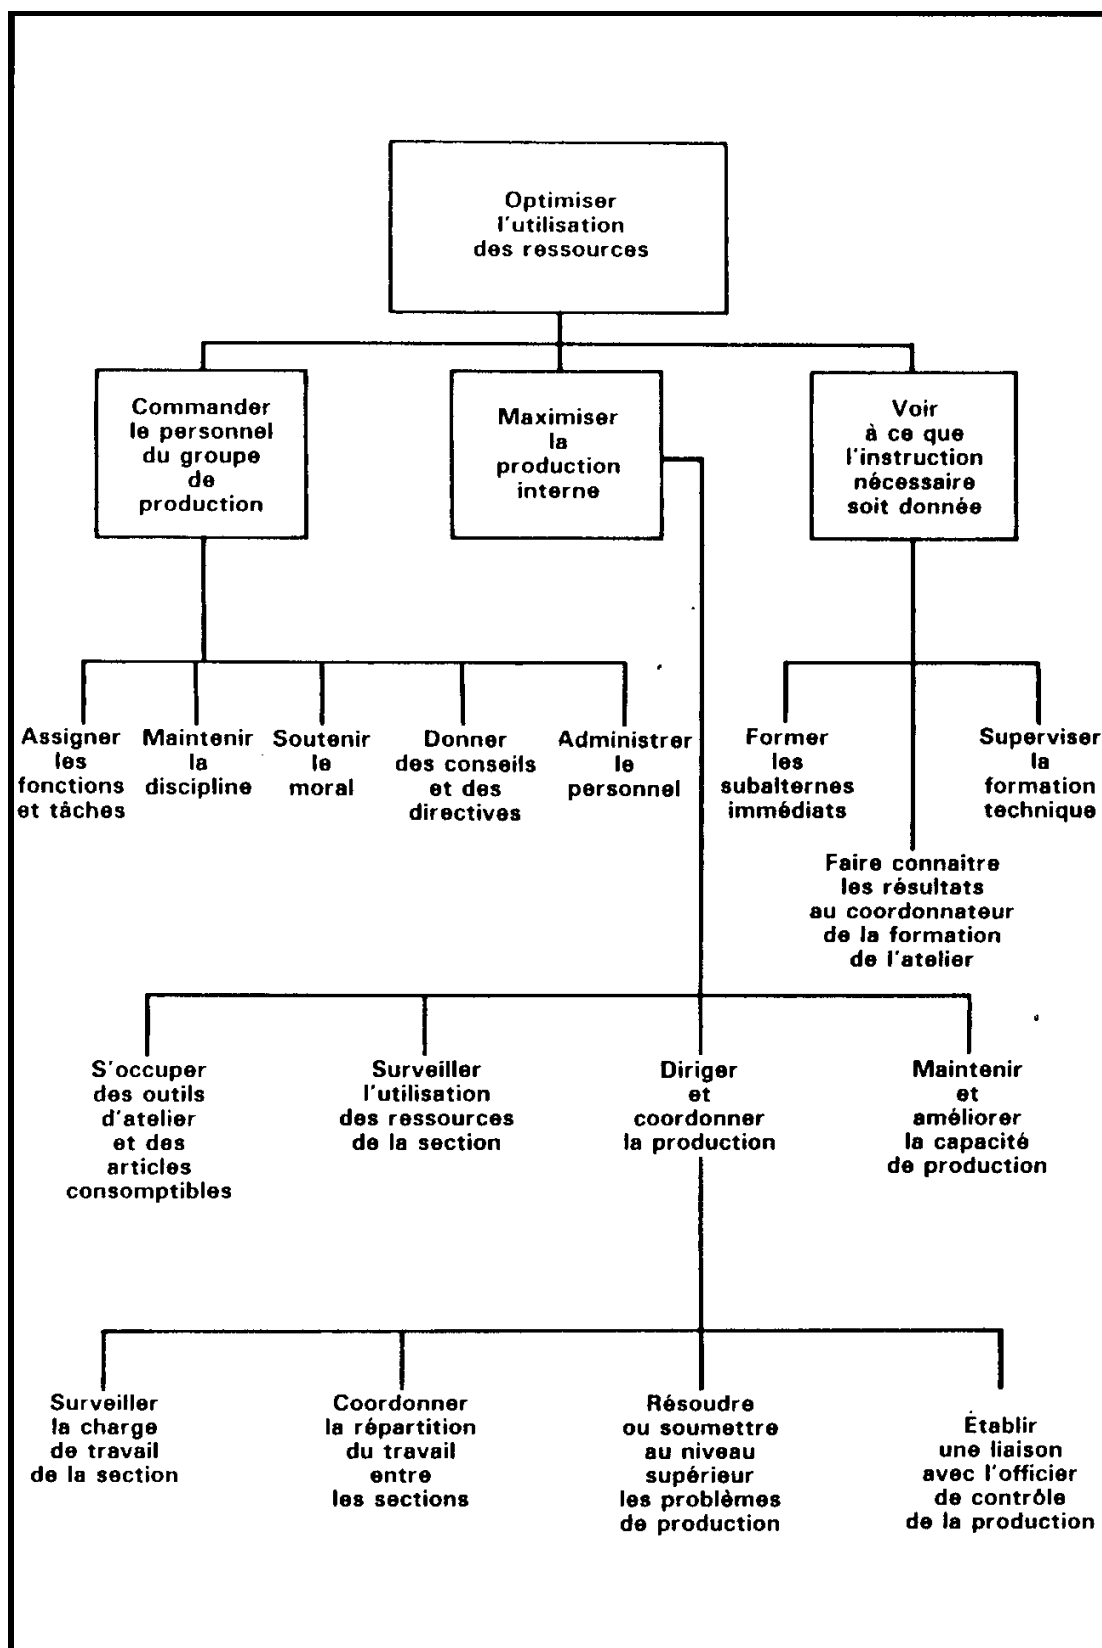 Optimiser
l'utilisation
des ressources
Commander
le personnel
du groupe
de
production
Maximiser
la
production
interne
Voir
à ce que
l'instruction
nécessaire
soit donnée
Assigner
les
fonctions
et tâches
Maintenir
la
discipline
Soutenir
le
moral
Donner
des conseils
et des
directives
Administrer
le
personnel
Former
les
subalternes
immédiats
Superviser
la
formation
technique
Faire connaitre
les résultats
au coordonnateur
de la formation
de l'atelier
S'occuper
des outils
d'atelier
et des
articles
consomptibles
Surveiller
l'utilisation
des ressources
de la section
Diriger
et
coordonner
la production
Maintenir
et
améliorer
la capacité
de production
Surveiller
la charge
de travail
de la section
Coordonner
la répartition
du travail
entre
les sections
Résoudre
ou soumettre
au niveau
supérieur
les problèmes
de production
Établir
une liaison
avec l'officier
de contrôle
de la production